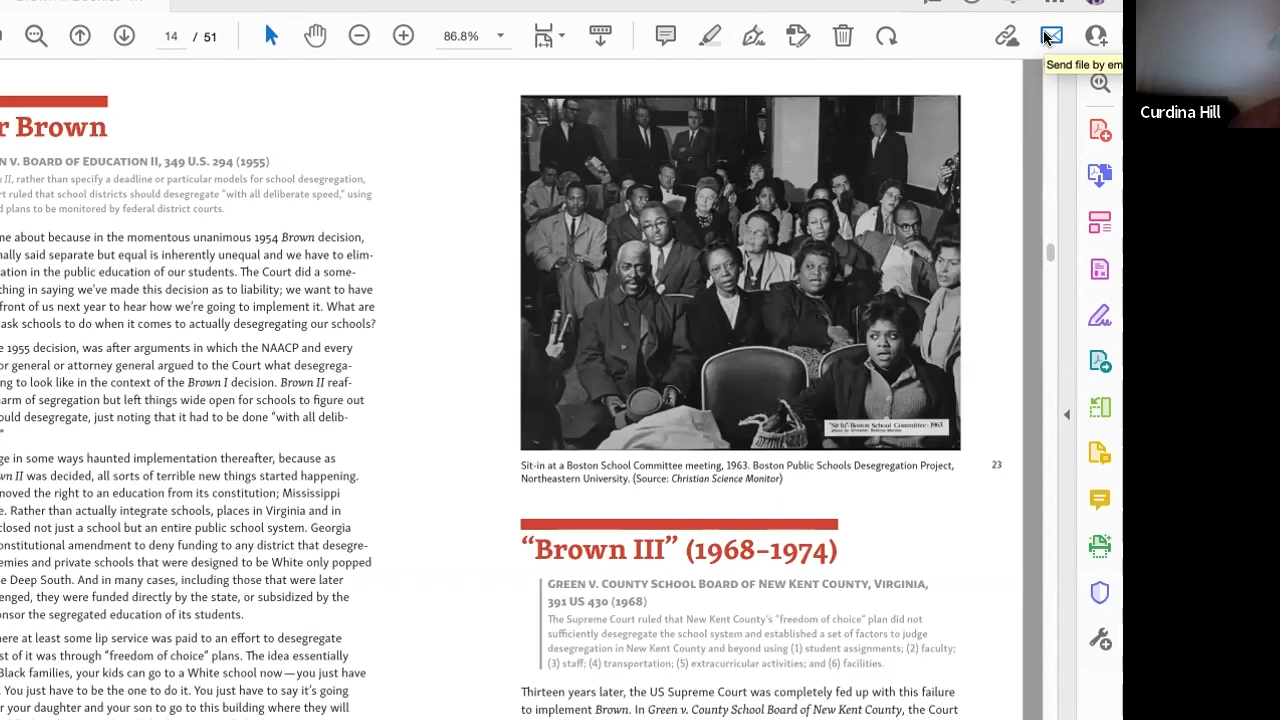 14 / 51
86.8%
Send file by em
Curdina Hill
r Brown
N V. BOARD OF EDUCATION II, 349 U.S. 294 (1955)
II, rather than specify a deadline or particular models for school desegregation,
rt ruled that school districts should desegregate “with all deliberate speed,” using
d plans to be monitored by federal district courts.
me about because in the momentous unanimous 1954 Brown decision,
nally said separate but equal is inherently unequal and we have to elim-
ation in the public education of our students. The Court did a some-
thing in saying we’ve made this decision as to liability; we want to have
front of us next year to hear how we’re going to implement it. What are
ask schools to do when it comes to actually desegregating our schools?
e 1955 decision, was after arguments in which the NAACP and every
or general or attorney general argued to the Court what desegrega-
ng to look like in the context of the Brown I decision. Brown II reaf-
arm of segregation but left things wide open for schools to figure out
ould desegregate, just noting that it had to be done “with all delib-
”
ge in some ways haunted implementation thereafter, because as
wn II was decided, all sorts of terrible new things started happening.
moved the right to an education from its constitution; Mississippi
e. Rather than actually integrate schools, places in Virginia and in
closed not just a school but an entire public school system. Georgia
onstitutional amendment to deny funding to any district that desegre-
emies and private schools that were designed to be White only popped
e Deep South. And in many cases, including those that were later
enged, they were funded directly by the state, or subsidized by the
onsor the segregated education of its students.
here at least some lip service was paid to an effort to desegregate
st of it was through “freedom of choice” plans. The idea essentially
Black families, your kids can go to a White school now—you just have
. You just have to be the one to do it. You just have to say it’s going
r your daughter and your son to go to this building where they will
"Sit-in"-Boston School Committee-1963
Sit-in at a Boston School Committee meeting, 1963. Boston Public Schools Desegregation Project,
Northeastern University. (Source: Christian Science Monitor)
23
“Brown III” (1968–1974)
GREEN V. COUNTY SCHOOL BOARD OF NEW KENT COUNTY, VIRGINIA,
391 US 430 (1968)
The Supreme Court ruled that New Kent County’s “freedom of choice” plan did not
sufficiently desegregate the school system and established a set of factors to judge
desegregation in New Kent County and beyond using (1) student assignments; (2) faculty;
(3) staff; (4) transportation; (5) extracurricular activities; and (6) facilities.
Thirteen years later, the US Supreme Court was completely fed up with this failure
to implement Brown. In Green v. County School Board of New Kent County, the Court